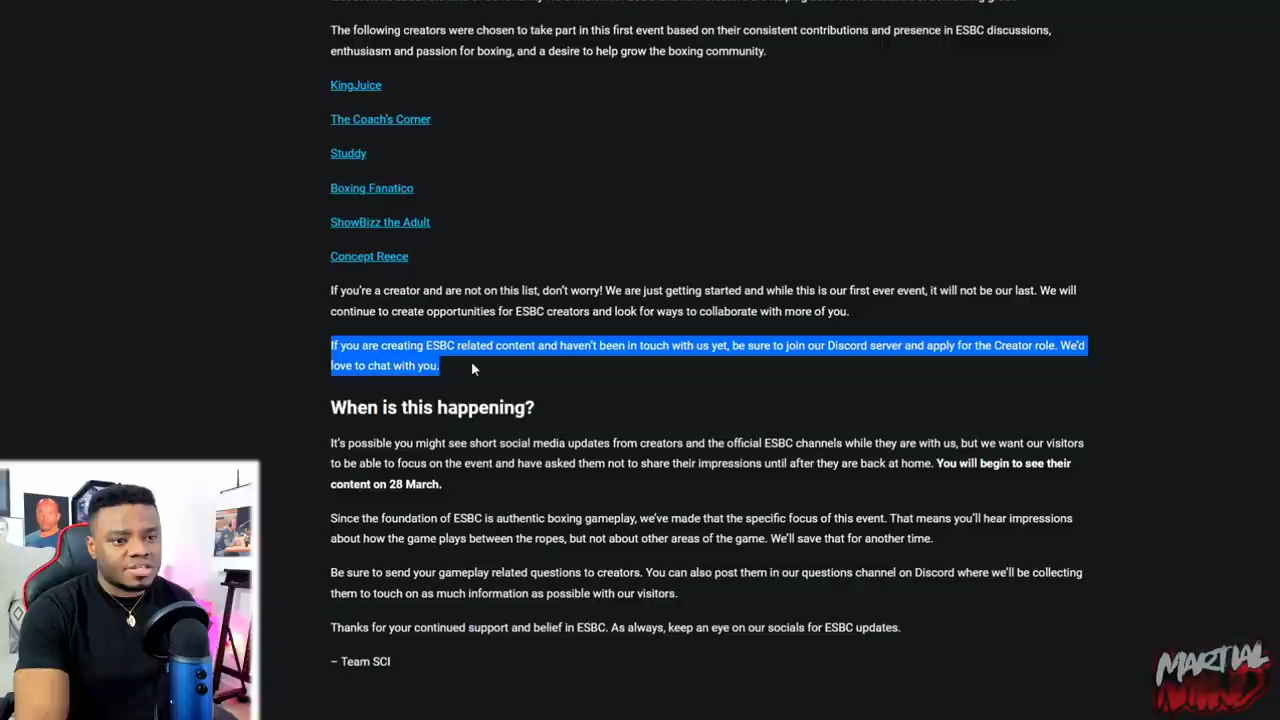 The following creators were chosen to take part in this first event based on their consistent contributions and presence in ESBC discussions,
enthusiasm and passion for boxing, and a desire to help grow the boxing community.
KingJuice
The Coach's Corner
Studdy
Boxing Fanatico
ShowBizz the Adult
Concept Reece
If you're a creator and are not on this list, don't worry! We are just getting started and while this is our first ever event, it will not be our last. We will
continue to create opportunities for ESBC creators and look for ways to collaborate with more of you.
If you are creating ESBC related content and haven't been in touch with us yet, be sure to join our Discord server and apply for the Creator role. We'd
love to chat with you.
When is this happening?
It's possible you might see short social media updates from creators and the official ESBC channels while they are with us, but we want our visitors
to be able to focus on the event and have asked them not to share their impressions until after they are back at home. You will begin to see their
content on 28 March.
Since the foundation of ESBC is authentic boxing gameplay, we've made that the specific focus of this event. That means you'll hear impressions
about how the game plays between the ropes, but not about other areas of the game. We'll save that for another time.
Be sure to send your gameplay related questions to creators. You can also post them in our questions channel on Discord where we'll be collecting
them to touch on as much information as possible with our visitors.
Thanks for your continued support and belief in ESBC. As always, keep an eye on our socials for ESBC updates.
– Team SCI
MARTIAL
MIND